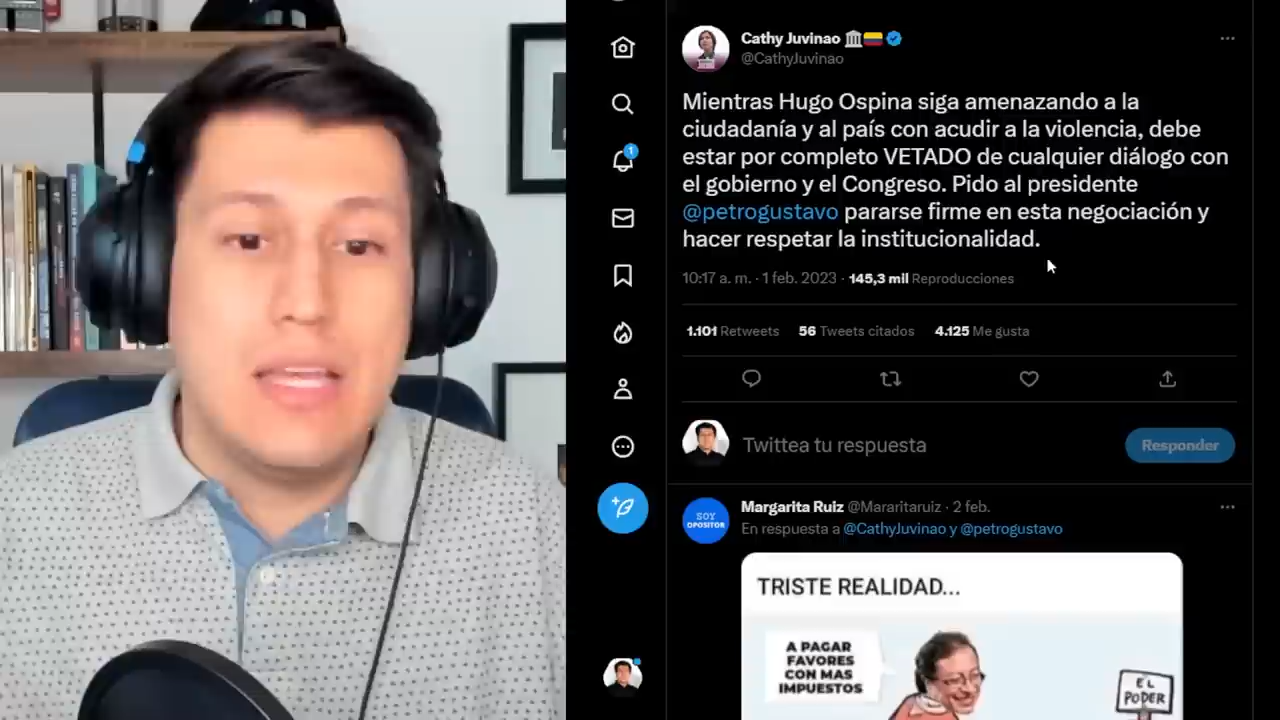 Cathy Juvinao
@CathyJuvinao
Mientras Hugo Ospina siga amenazando a la
ciudadanía y al país con acudir a la violencia, debe
estar por completo VETADO de cualquier diálogo con
el gobierno y el Congreso. Pido al presidente
@petrogustavo pararse firme en esta negociación y
hacer respetar la institucionalidad.
10:17 a. m. · 1 feb. 2023 · 145,3 mil Reproducciones
1.101 Retweets 56 Tweets citados 4.125 Me gusta
1
Twittea tu respuesta
Responder
SOY
OPOSITOR
Margarita Ruiz @Mararitaruiz · 2 feb.
En respuesta a @CathyJuvinao y @petrogustavo
TRISTE REALIDAD...
A PAGAR
FAVORES
CON MAS
IMPUESTOS
EL
PODER